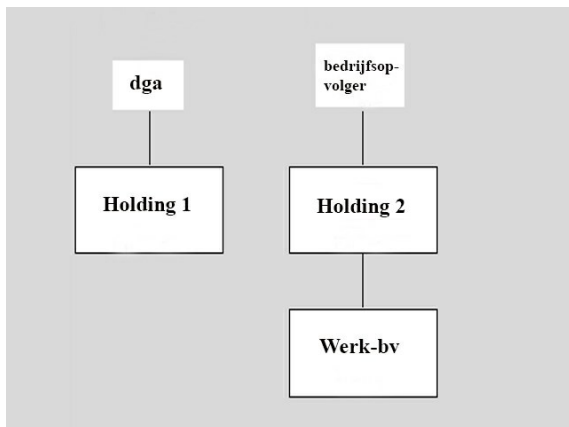 dga
bedrijfsop-
volger
Holding 1
Holding 2
Werk-bv